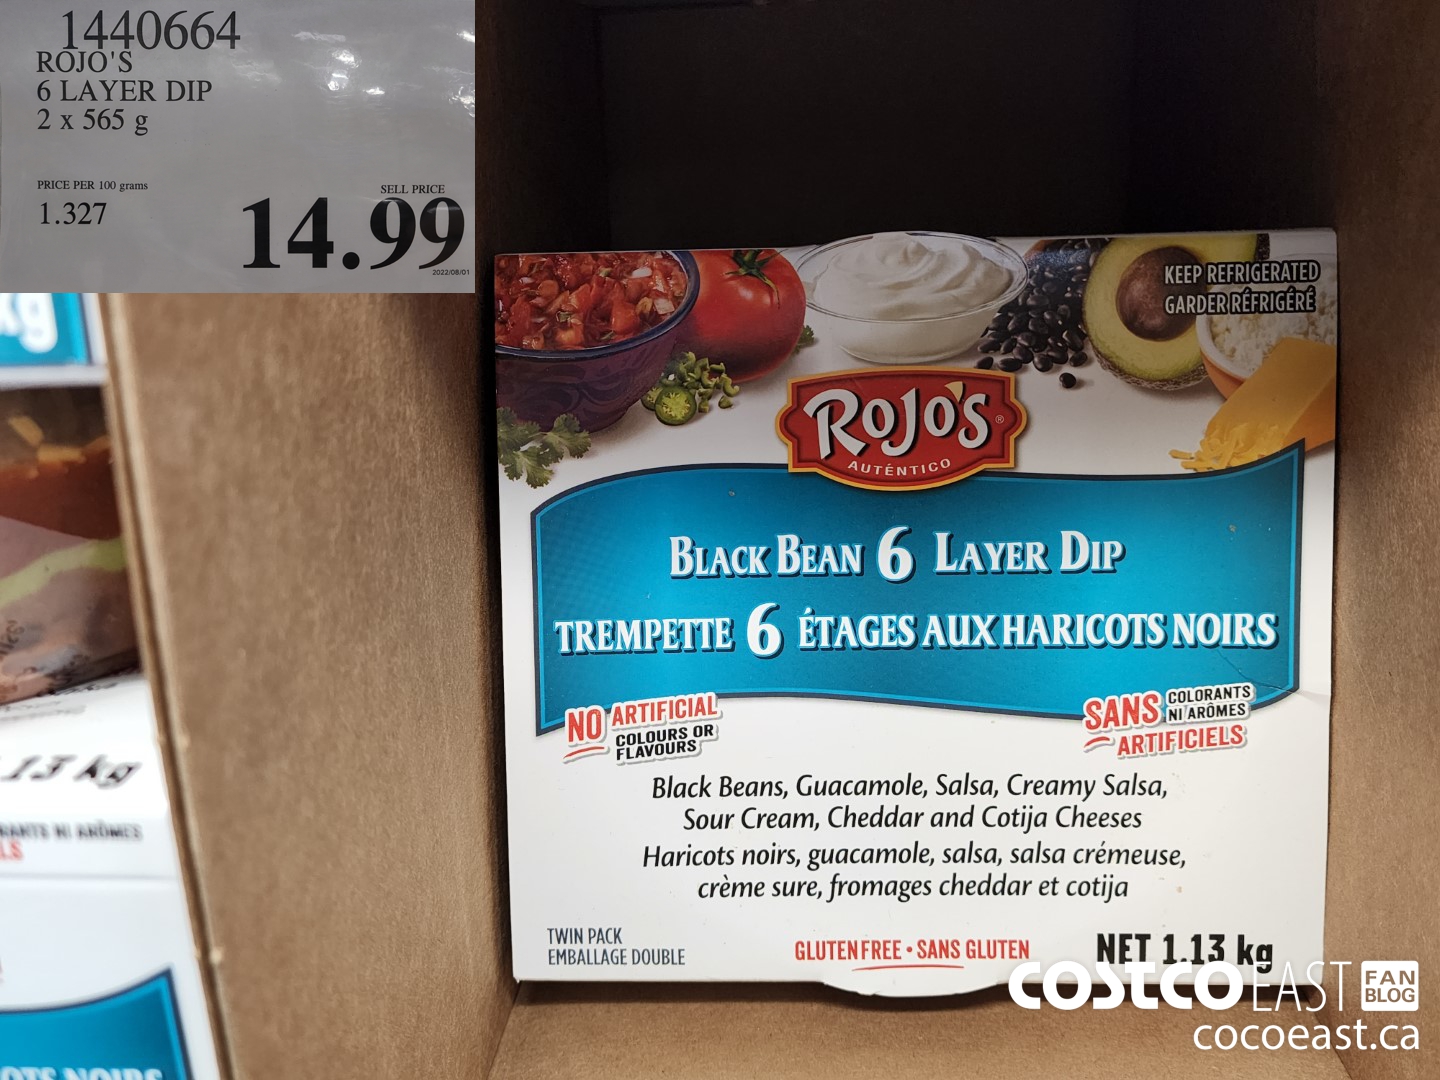 1440664
ROJO'S
6 LAYER DIP
2 x 565 g
PRICE PER 100 grams
1.327
SELL PRICE
14.99
2022/08/01
KEEP REFRIGERATED
GARDER RÉFRIGÉRÉ
ROJO'S®
AUTÉNTICO
BLACK BEAN 6 LAYER DIP
TREMPETTE 6 ÉTAGES AUX HARICOTS NOIRS
NO ARTIFICIAL
COLOURS OR
FLAVOURS
SANS COLORANTS
NI ARÔMES
ARTIFICIELS
Black Beans, Guacamole, Salsa, Creamy Salsa,
Sour Cream, Cheddar and Cotija Cheeses
Haricots noirs, guacamole, salsa, salsa crémeuse,
crème sure, fromages cheddar et cotija
TWIN PACK
EMBALLAGE DOUBLE
GLUTEN FREE • SANS GLUTEN
NET 1.13 kg
kg
.13 kg
NI ARÔMES
NOIRS
COSTCO EAST FAN
BLOG
cocoeast.ca